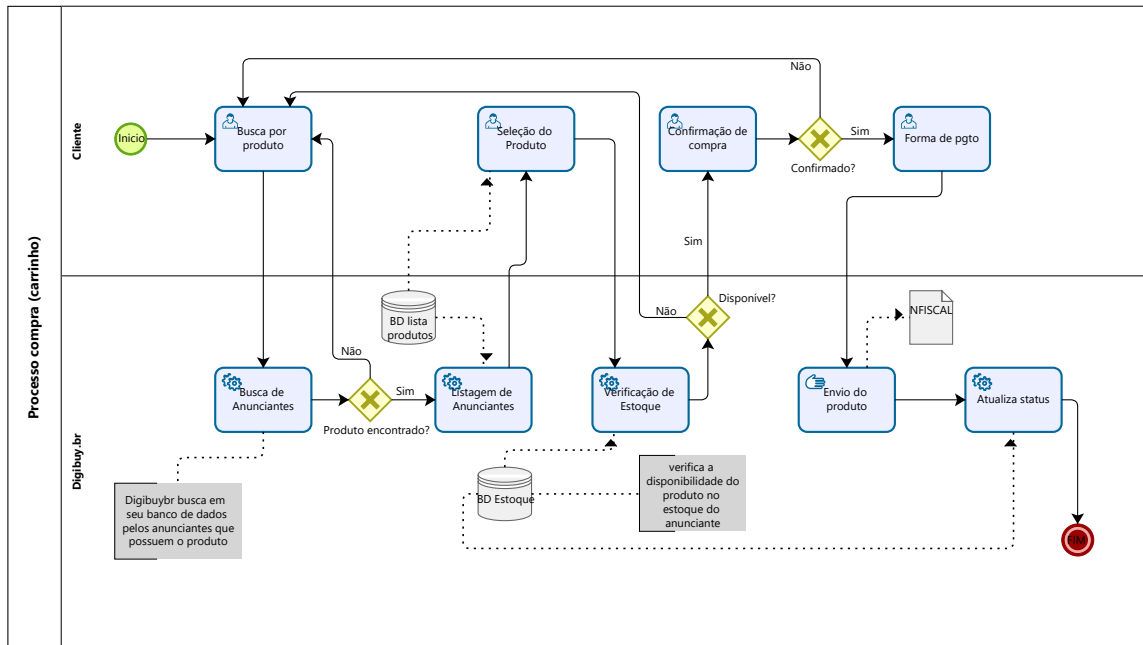 Processo compra (carrinho)
Cliente
Digibuy.br
Inicio
Busca por
produto
Seleção do
Produto
Confirmação de
compra
Não
Confirmado?
Sim
Forma de pgto
Sim
Disponível?
Não
BD lista
produtos
NFISCAL
Busca de
Anunciantes
Não
Produto encontrado?
Sim
Listagem de
Anunciantes
Verificação de
Estoque
Envio do
produto
Atualiza status
Digibuybr busca em
seu banco de dados
pelos anunciantes que
possuem o produto
BD Estoque
verifica a
disponibilidade do
produto no
estoque do
anunciante
FIM